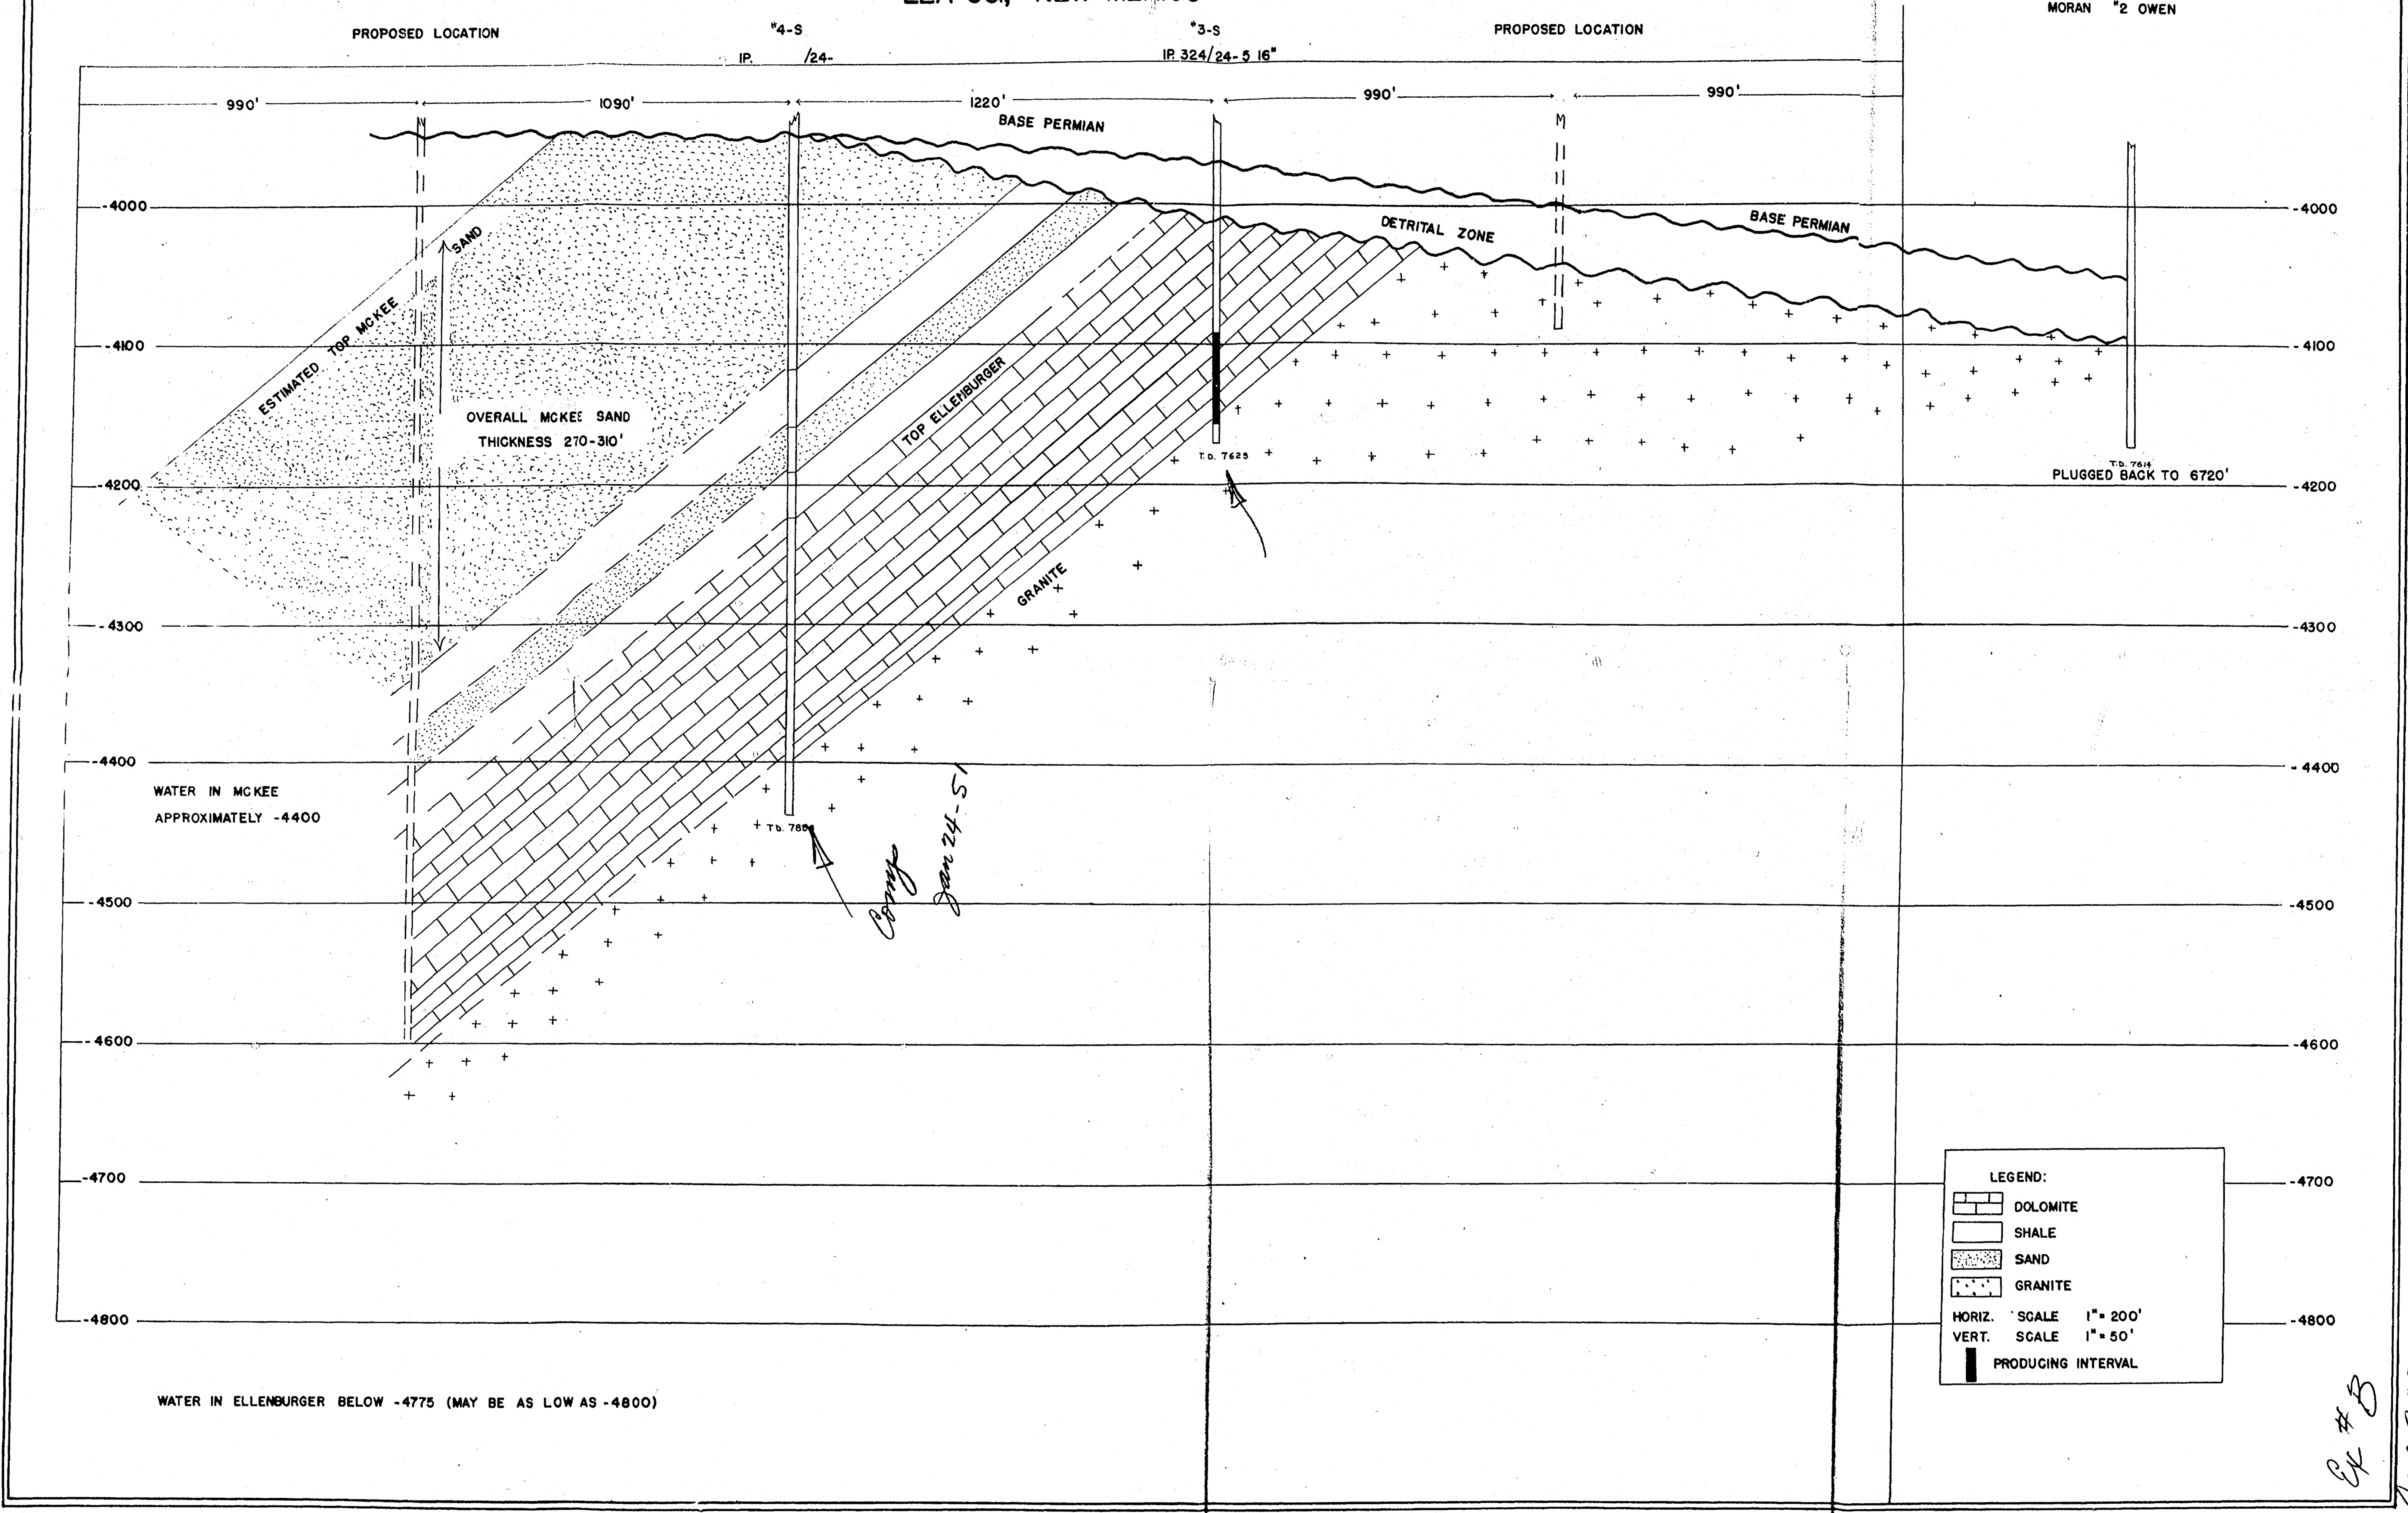 MORAN #2 OWEN
PROPOSED LOCATION
#4-S
#3-S
PROPOSED LOCATION
IP. /24-
IP. 324/24-5 16"
990'
1090'
1220'
990'
990'
BASE PERMIAN
-4000
DETRITAL ZONE
BASE PERMIAN
-4000
SAND
ESTIMATED TOP MCKEE
-4100
-4100
OVERALL MCKEE SAND
THICKNESS 270-310'
TOP ELLENBURGER
T.D. 7625
T.D. 7614
PLUGGED BACK TO 6720'
-4200
-4200
GRANITE
-4300
-4300
-4400
-4400
WATER IN MCKEE
APPROXIMATELY -4400
T.D.
Jan 24-51
-4500
-4500
-4600
-4600
-4700
-4700
LEGEND:
DOLOMITE
SHALE
SAND
GRANITE
HORIZ. SCALE 1"=200'
VERT. SCALE 1"=50'
PRODUCING INTERVAL
-4800
-4800
WATER IN ELLENBURGER BELOW -4775 (MAY BE AS LOW AS -4800)
Ex # B